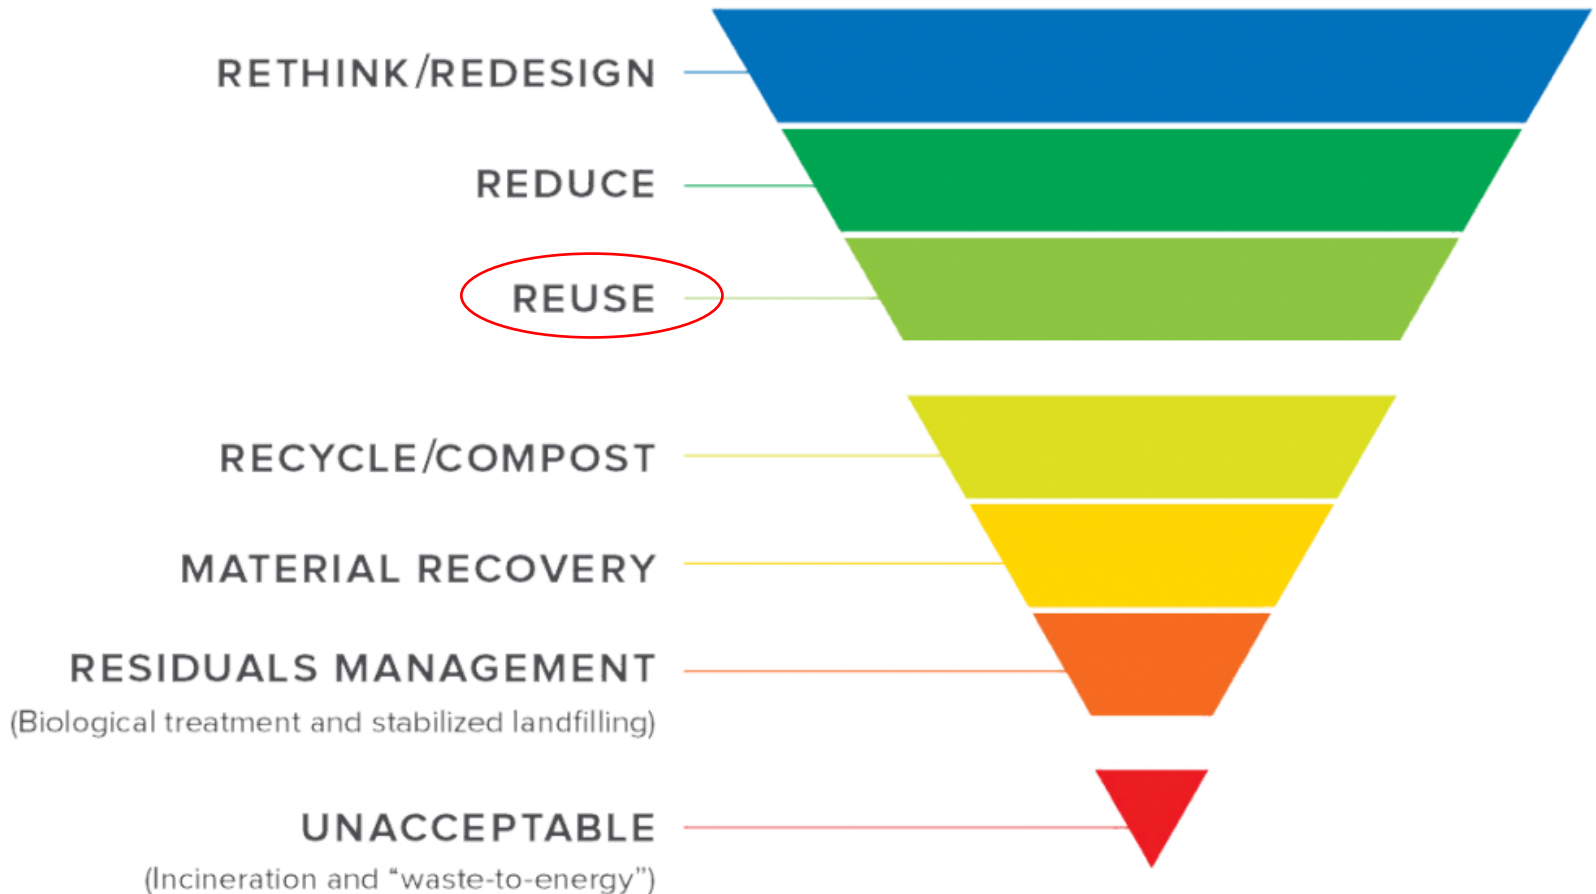 RETHINK/REDESIGN
REDUCE
REUSE
RECYCLE/COMPOST
MATERIAL RECOVERY
RESIDUALS MANAGEMENT
(Biological treatment and stabilized landfilling)
UNACCEPTABLE
(Incineration and “waste-to-energy”)